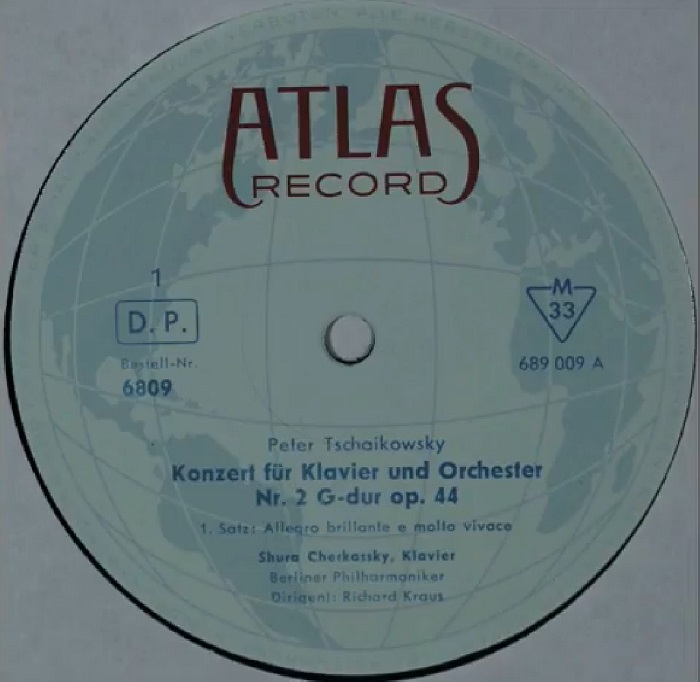 ATLAS
RECORD
1
D. P.
Bestell-Nr.
6809
M
33
689 009 A
Peter Tschaikowsky
Konzert für Klavier und Orchester
Nr. 2 G-dur op. 44
1. Satz: Allegro brillante e molto vivace
Shura Cherkassky, Klavier
Berliner Philharmoniker
Dirigent: Richard Kraus